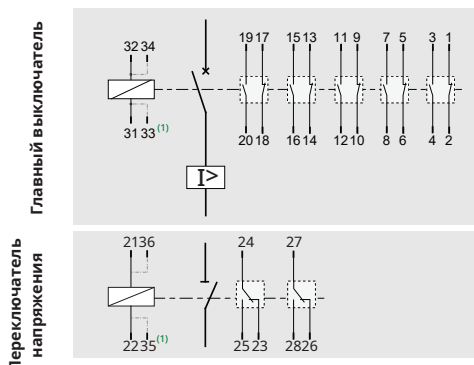 Главный выключатель
32 34
19 17
15 13
11 9
7 5
3 1
31 33 (1)
20 18
16 14
12 10
8 6
4 2
I>
Переключатель
напряжения
21 36
24
27
22 35 (1)
25 23
28 26